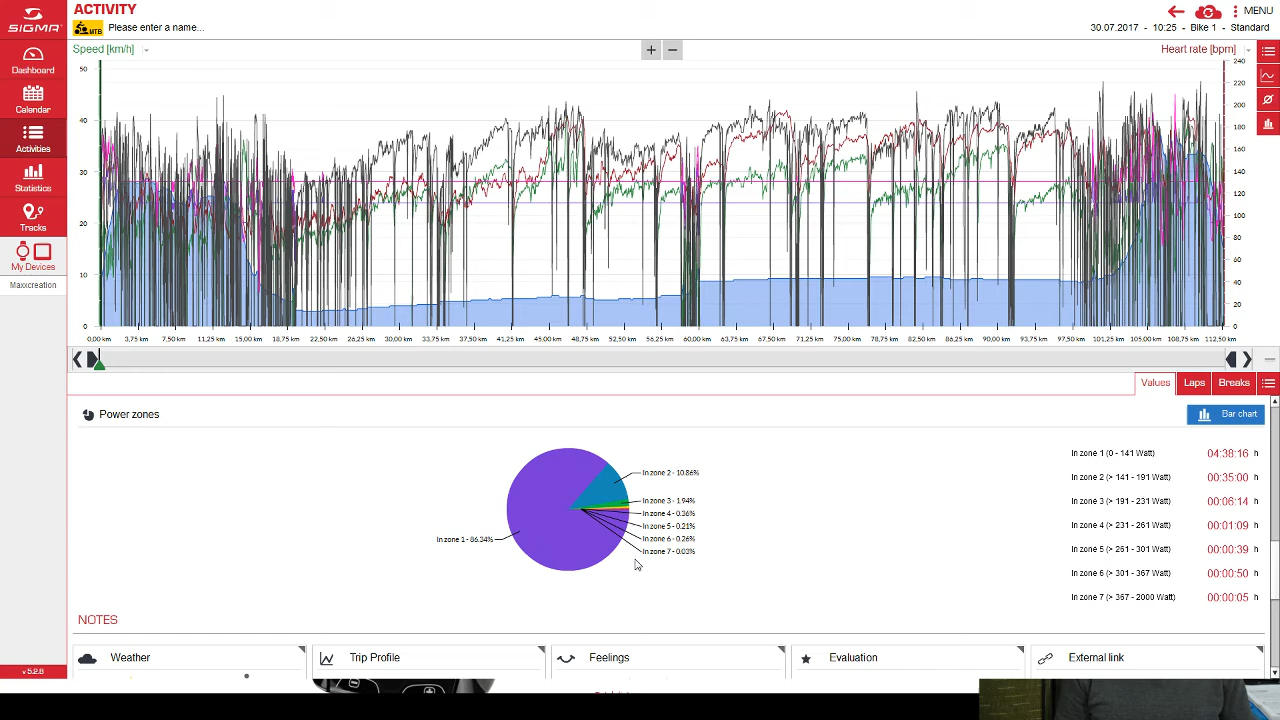 ACTIVITY
SIGMA
MTB
Please enter a name...
MENU
30.07.2017 - 10:25 - Bike 1 - Standard
Speed [km/h]
+ −
Heart rate [bpm]
Dashboard
Calendar
Activities
Statistics
Tracks
My Devices
Maxxcreation
50
40
30
20
10
0
240
220
200
180
160
140
120
100
80
60
40
20
0
0,00 km 3,75 km 7,50 km 11,25 km 15,00 km 18,75 km 22,50 km 26,25 km 30,00 km 33,75 km 37,50 km 41,25 km 45,00 km 48,75 km 52,50 km 56,25 km 60,00 km 63,75 km 67,50 km 71,25 km 75,00 km 78,75 km 82,50 km 86,25 km 90,00 km 93,75 km 97,50 km 101,25 km 105,00 km 108,75 km 112,50 km
Values Laps Breaks
Power zones
Bar chart
In zone 2 - 10.86%
In zone 3 - 1.94%
In zone 4 - 0.36%
In zone 5 - 0.21%
In zone 6 - 0.26%
In zone 7 - 0.03%
In zone 1 - 86.34%
In zone 1 (0 - 141 Watt) 04:38:16 h
In zone 2 (> 141 - 191 Watt) 00:35:00 h
In zone 3 (> 191 - 231 Watt) 00:06:14 h
In zone 4 (> 231 - 261 Watt) 00:01:09 h
In zone 5 (> 261 - 301 Watt) 00:00:39 h
In zone 6 (> 301 - 367 Watt) 00:00:50 h
In zone 7 (> 367 - 2000 Watt) 00:00:05 h
NOTES
Weather
Trip Profile
Feelings
Evaluation
External link
v 5.2.8